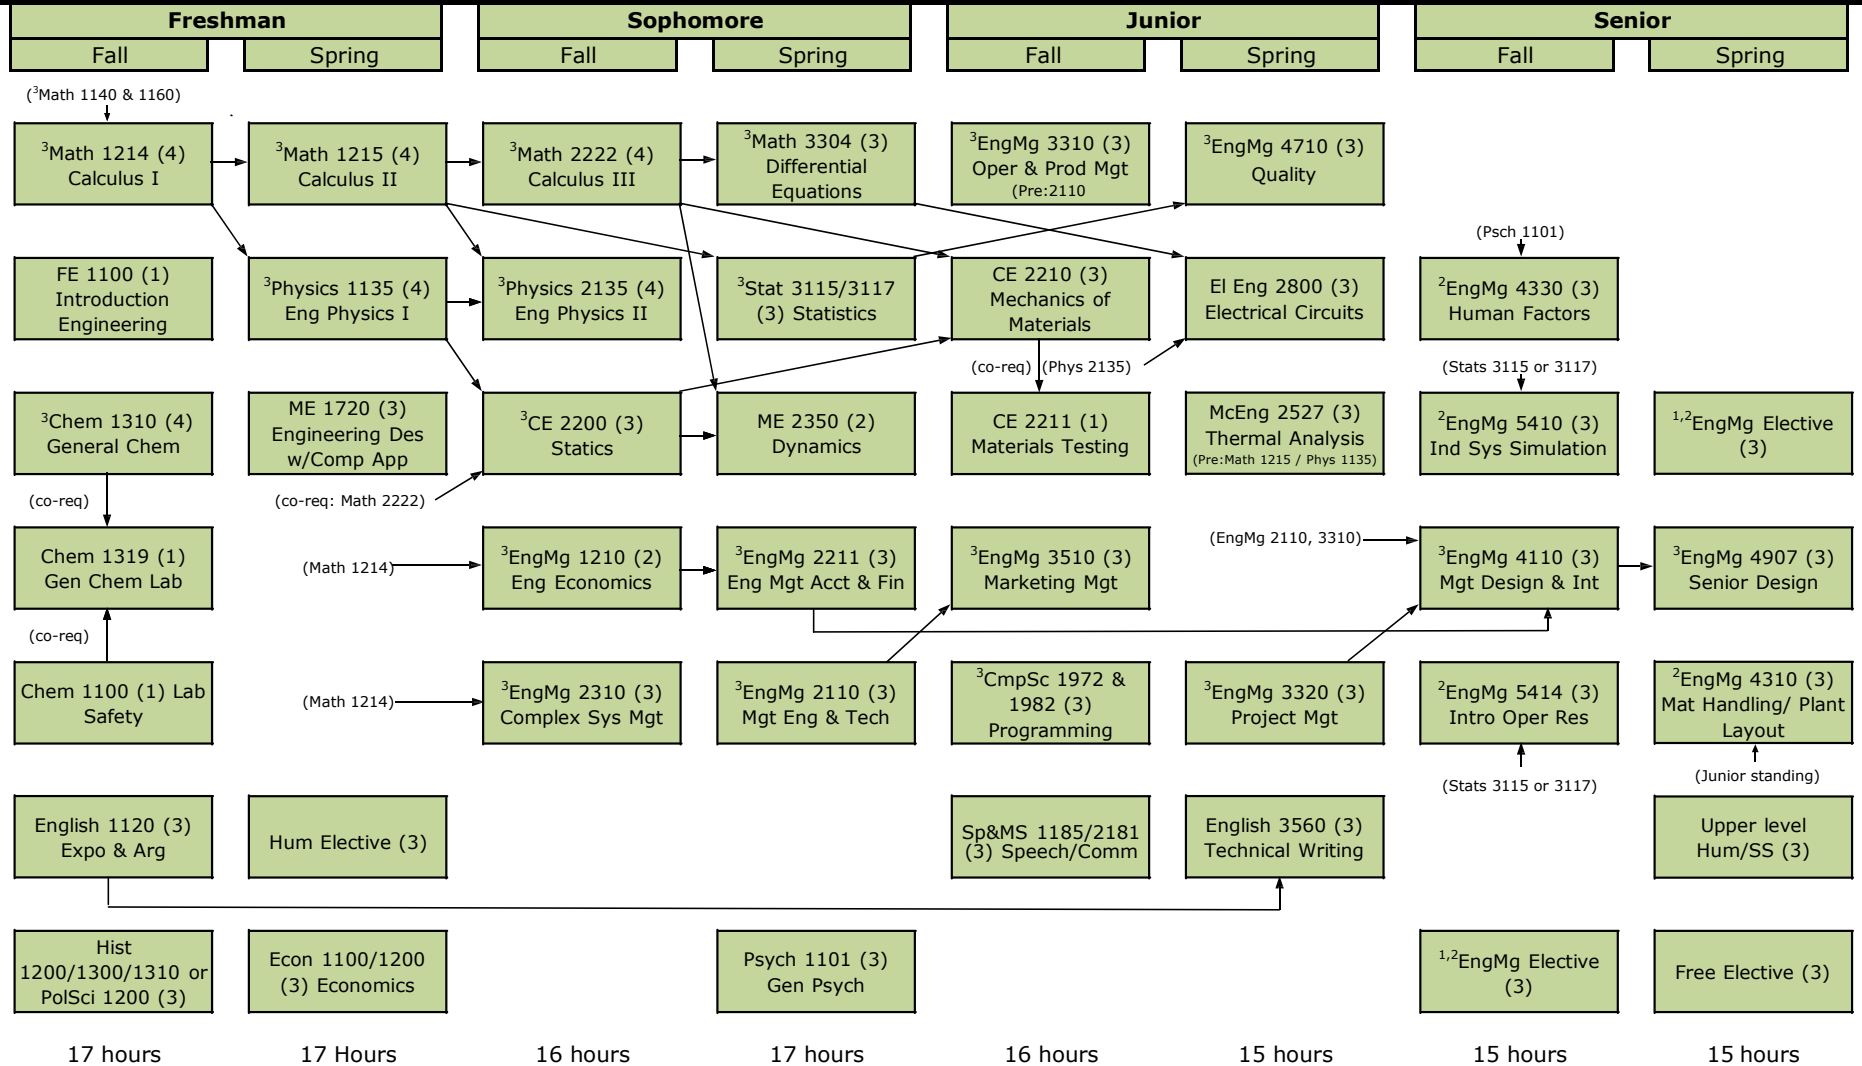 Freshman
Sophomore
Junior
Senior
Fall
Spring
Fall
Spring
Fall
Spring
Fall
Spring
(³Math 1140 & 1160)
³Math 1214 (4)
Calculus I
³Math 1215 (4)
Calculus II
³Math 2222 (4)
Calculus III
³Math 3304 (3)
Differential
Equations
³EngMg 3310 (3)
Oper & Prod Mgt
(Pre:2110
³EngMg 4710 (3)
Quality
(Psch 1101)
FE 1100 (1)
Introduction
Engineering
³Physics 1135 (4)
Eng Physics I
³Physics 2135 (4)
Eng Physics II
³Stat 3115/3117
(3) Statistics
CE 2210 (3)
Mechanics of
Materials
El Eng 2800 (3)
Electrical Circuits
²EngMg 4330 (3)
Human Factors
(co-req)
(Phys 2135)
(Stats 3115 or 3117)
³Chem 1310 (4)
General Chem
ME 1720 (3)
Engineering Des
w/Comp App
³CE 2200 (3)
Statics
ME 2350 (2)
Dynamics
CE 2211 (1)
Materials Testing
McEng 2527 (3)
Thermal Analysis
(Pre:Math 1215 / Phys 1135)
²EngMg 5410 (3)
Ind Sys Simulation
¹,²EngMg Elective
(3)
(co-req)
(co-req: Math 2222)
Chem 1319 (1)
Gen Chem Lab
(Math 1214)
³EngMg 1210 (2)
Eng Economics
³EngMg 2211 (3)
Eng Mgt Acct & Fin
³EngMg 3510 (3)
Marketing Mgt
(EngMg 2110, 3310)
³EngMg 4110 (3)
Mgt Design & Int
³EngMg 4907 (3)
Senior Design
(co-req)
Chem 1100 (1) Lab
Safety
(Math 1214)
³EngMg 2310 (3)
Complex Sys Mgt
³EngMg 2110 (3)
Mgt Eng & Tech
³CmpSc 1972 &
1982 (3)
Programming
³EngMg 3320 (3)
Project Mgt
²EngMg 5414 (3)
Intro Oper Res
²EngMg 4310 (3)
Mat Handling/ Plant
Layout
(Stats 3115 or 3117)
(Junior standing)
English 1120 (3)
Expo & Arg
Hum Elective (3)
Sp&MS 1185/2181
(3) Speech/Comm
English 3560 (3)
Technical Writing
Upper level
Hum/SS (3)
Hist
1200/1300/1310 or
PolSci 1200 (3)
Econ 1100/1200
(3) Economics
Psych 1101 (3)
Gen Psych
¹,²EngMg Elective
(3)
Free Elective (3)
17 hours
17 Hours
16 hours
17 hours
16 hours
15 hours
15 hours
15 hours